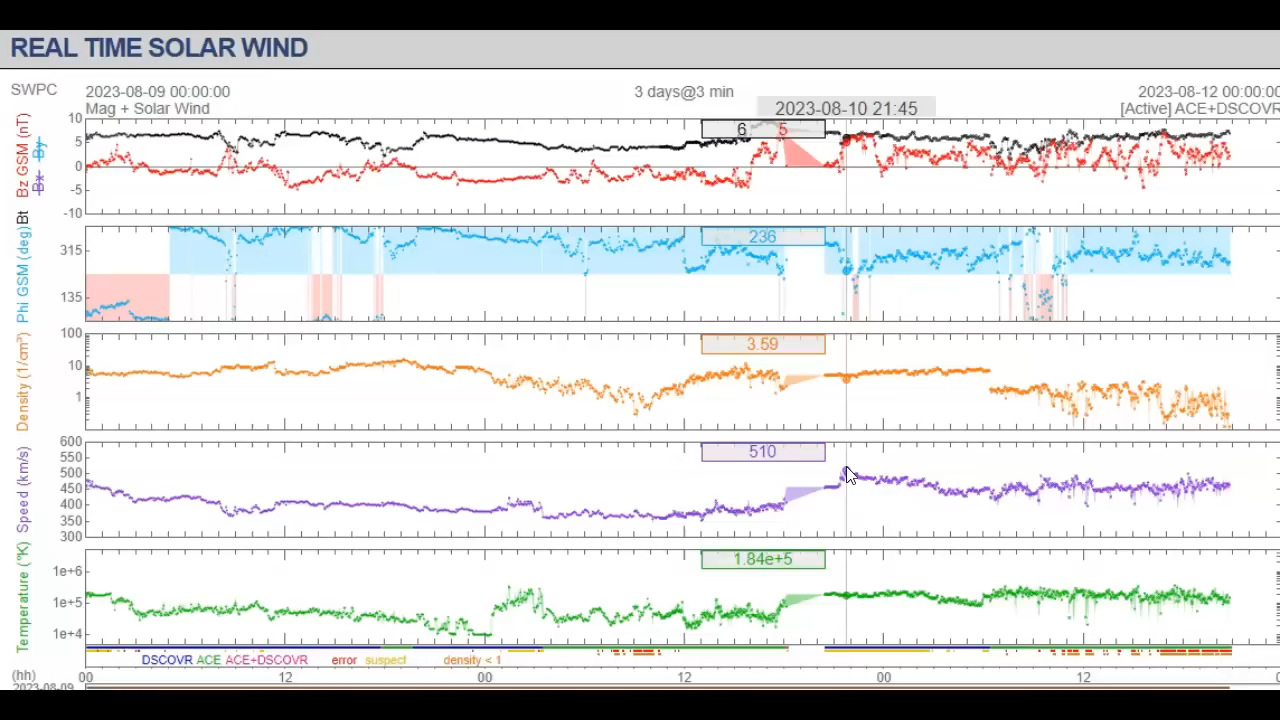 REAL TIME SOLAR WIND
SWPC
2023-08-09 00:00:00
3 days@3 min
2023-08-12 00:00:00
Mag + Solar Wind
2023-08-10 21:45
[Active] ACE+DSCOVR
Bt Bz GSM (nT)
Bx By
10
5
0
-5
-10
6 5
Phi GSM (deg)
315
135
236
Density (1/cm³)
100
10
1
3.59
Speed (km/s)
600
550
500
450
400
350
300
510
Temperature (°K)
1e+6
1e+5
1e+4
1.84e+5
DSCOVR ACE ACE+DSCOVR error suspect density < 1
(hh)
00 12 00 12 00 12
2023-08-09